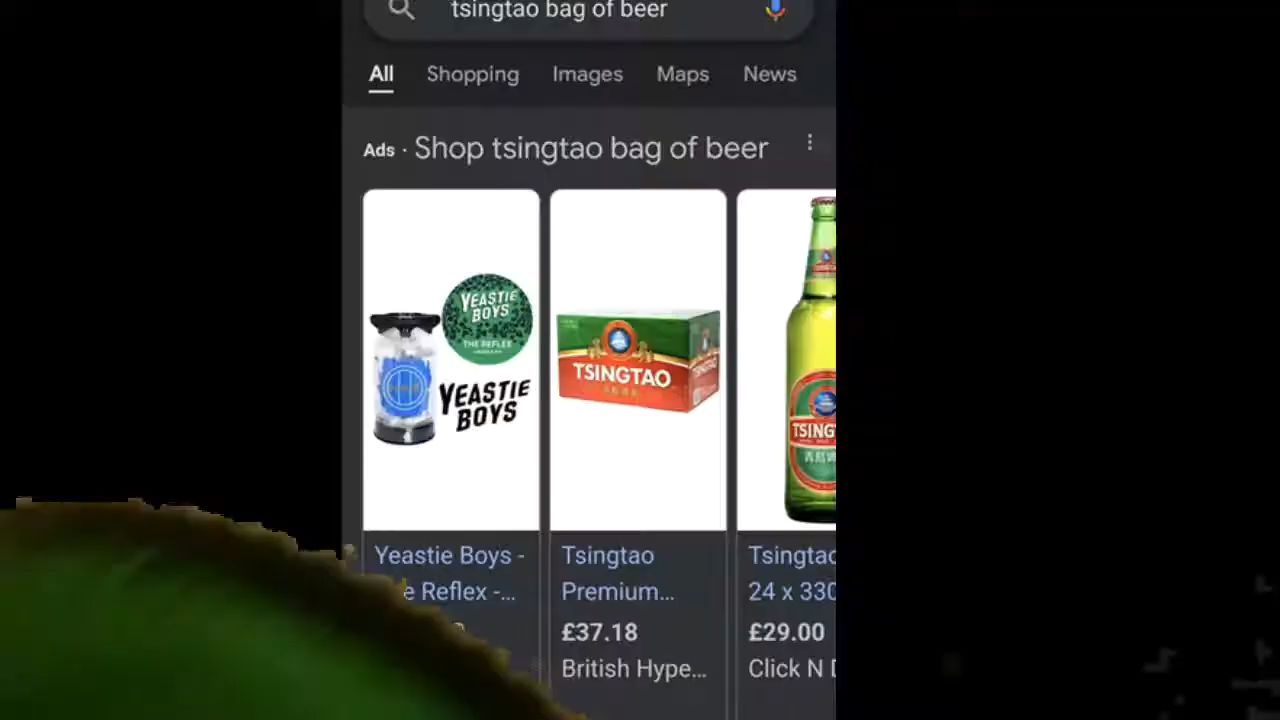 tsingtao bag of beer
All Shopping Images Maps News
Ads · Shop tsingtao bag of beer
YEASTIE
BOYS
THE REFLEX
YEASTIE
BOYS
TSINGTAO
TSINGTAO
TSINGT
Yeastie Boys -
e Reflex -...
Tsingtao
Premium...
£37.18
British Hype...
Tsingtao
24 x 330
£29.00
Click N D